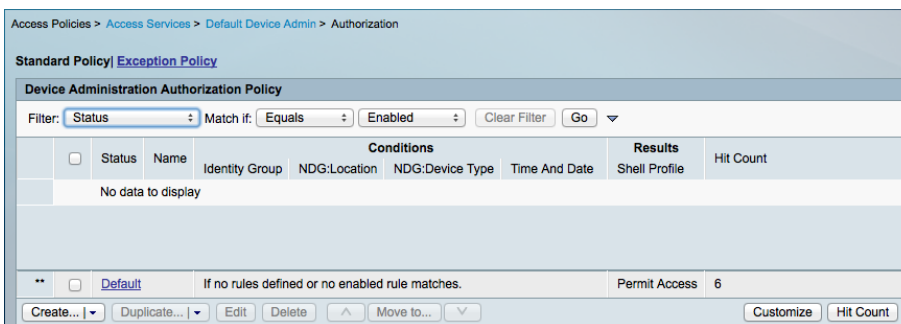 Access Policies > Access Services > Default Device Admin > Authorization
Standard Policy| Exception Policy
Device Administration Authorization Policy
Filter: Status Match if: Equals Enabled Clear Filter Go
Conditions Results
Status Name Identity Group NDG:Location NDG:Device Type Time And Date Shell Profile Hit Count
No data to display
** Default If no rules defined or no enabled rule matches. Permit Access 6
Create... | Duplicate... | Edit Delete Move to... Customize Hit Count